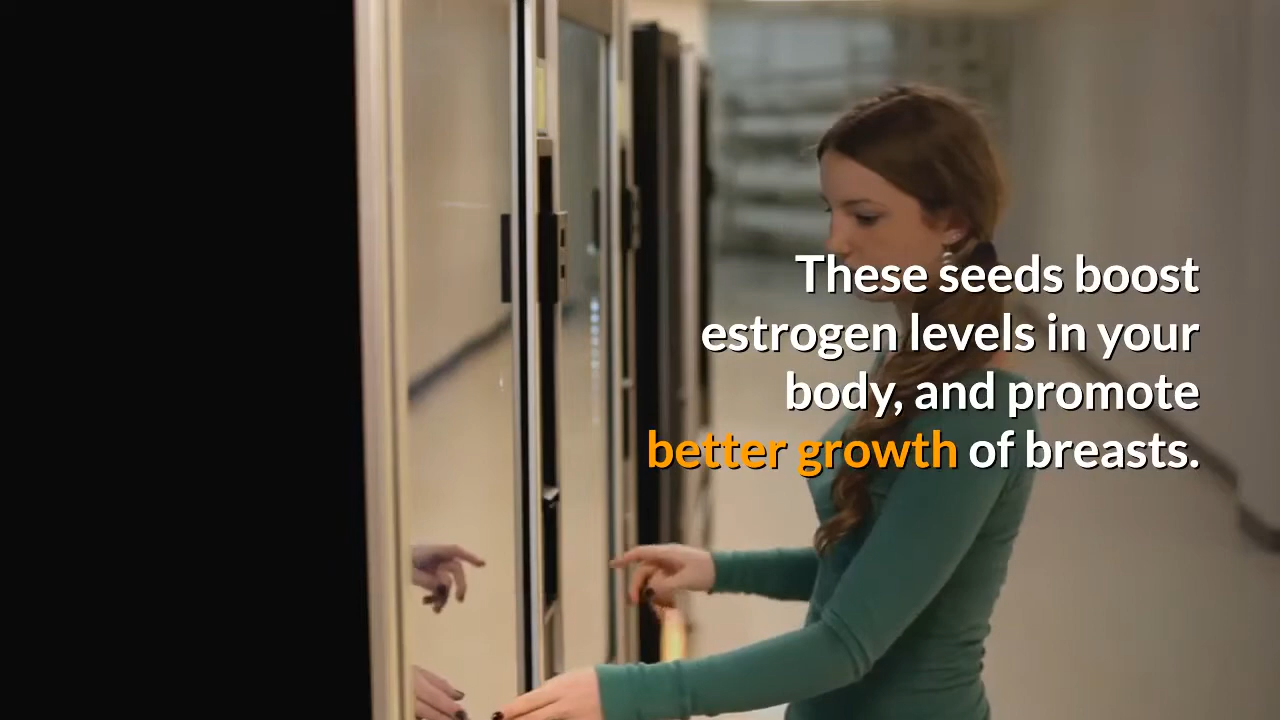 These seeds boost
estrogen levels in your
body, and promote
better growth of breasts.